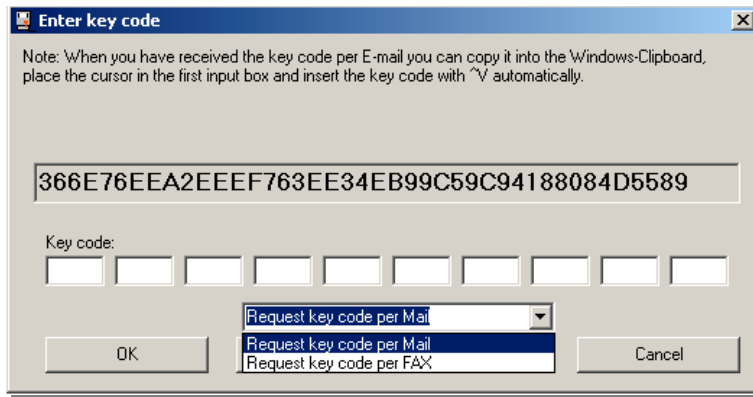 Enter key code
Note: When you have received the key code per E-mail you can copy it into the Windows-Clipboard,
place the cursor in the first input box and insert the key code with ^V automatically.
366E76EEA2EEEF763EE34EB99C59C94188084D5589
Key code:
Request key code per Mail
Request key code per Mail
Request key code per FAX
OK
Cancel